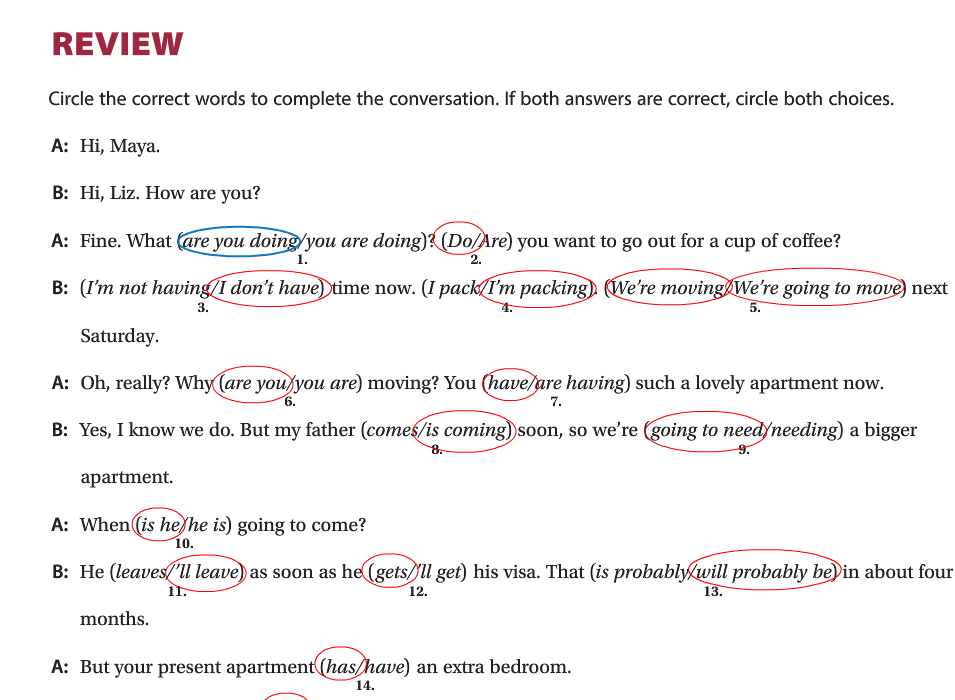 REVIEW
Circle the correct words to complete the conversation. If both answers are correct, circle both choices.
A: Hi, Maya.
B: Hi, Liz. How are you?
A: Fine. What (are you doing/you are doing)? (Do/Are) you want to go out for a cup of coffee?
1. 2.
B: (I'm not having/I don't have) time now. (I pack/I'm packing). (We're moving/We're going to move) next
3. 4. 5.
Saturday.
A: Oh, really? Why (are you/you are) moving? You (have/are having) such a lovely apartment now.
6. 7.
B: Yes, I know we do. But my father (comes/is coming) soon, so we're (going to need/needing) a bigger
8. 9.
apartment.
A: When (is he/he is) going to come?
10.
B: He (leaves/'ll leave) as soon as he (gets/'ll get) his visa. That (is probably/will probably be) in about four
11. 12. 13.
months.
A: But your present apartment (has/have) an extra bedroom.
14.